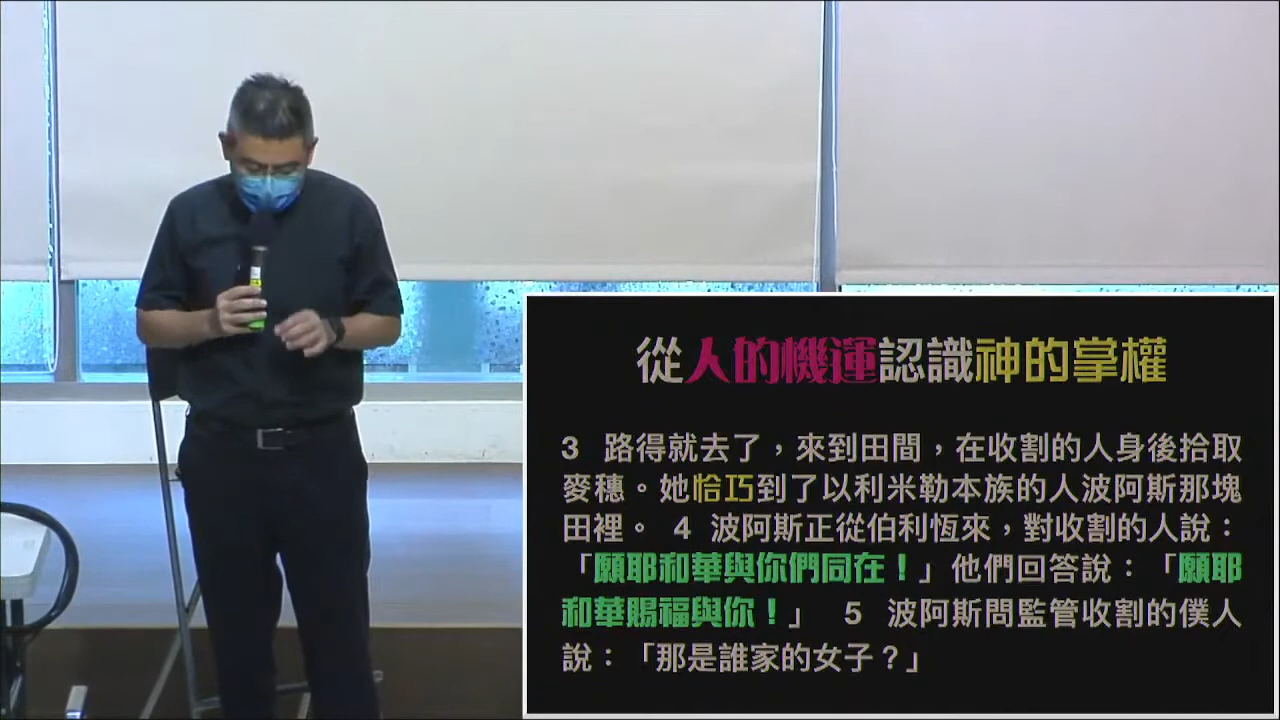 從人的機運認識神的掌權
3 路得就去了，來到田間，在收割的人身後拾取
麥穗。她恰巧到了以利米勒本族的人波阿斯那塊
田裡。 4 波阿斯正從伯利恆來，對收割的人說：
「願耶和華與你們同在！」他們回答說：「願耶
和華賜福與你！」 5 波阿斯問監管收割的僕人
說：「那是誰家的女子？」